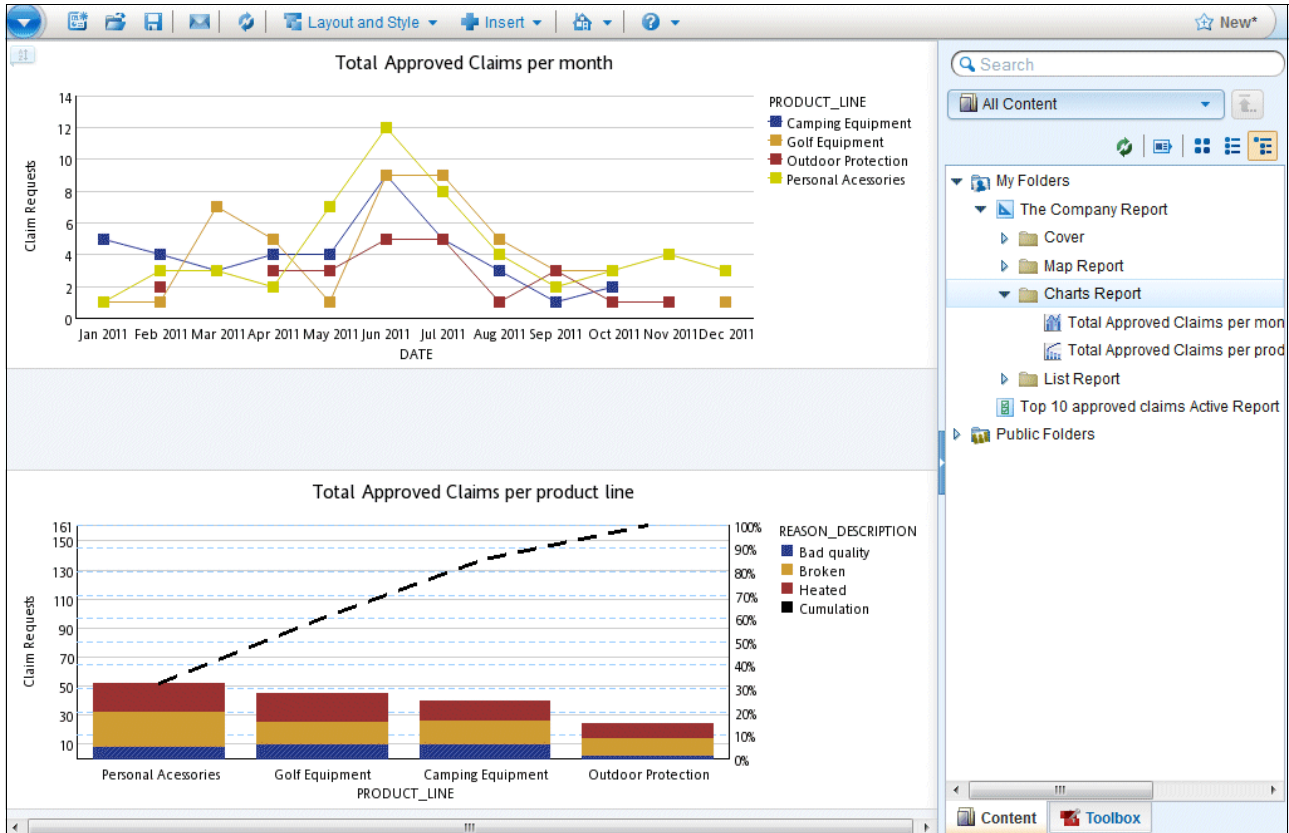 Layout and Style
Insert
New*
Total Approved Claims per month
14
12
10
8
6
4
2
0
Claim Requests
Jan 2011 Feb 2011 Mar 2011 Apr 2011 May 2011 Jun 2011 Jul 2011 Aug 2011 Sep 2011 Oct 2011 Nov 2011 Dec 2011
DATE
PRODUCT_LINE
Camping Equipment
Golf Equipment
Outdoor Protection
Personal Acessories
Total Approved Claims per product line
161
150
130
110
90
70
50
30
10
Claim Requests
100%
90%
80%
70%
60%
50%
40%
30%
20%
10%
0%
Personal Acessories Golf Equipment Camping Equipment Outdoor Protection
PRODUCT_LINE
REASON_DESCRIPTION
Bad quality
Broken
Heated
Cumulation
Search
All Content
My Folders
The Company Report
Cover
Map Report
Charts Report
Total Approved Claims per mon
Total Approved Claims per prod
List Report
Top 10 approved claims Active Report
Public Folders
Content
Toolbox